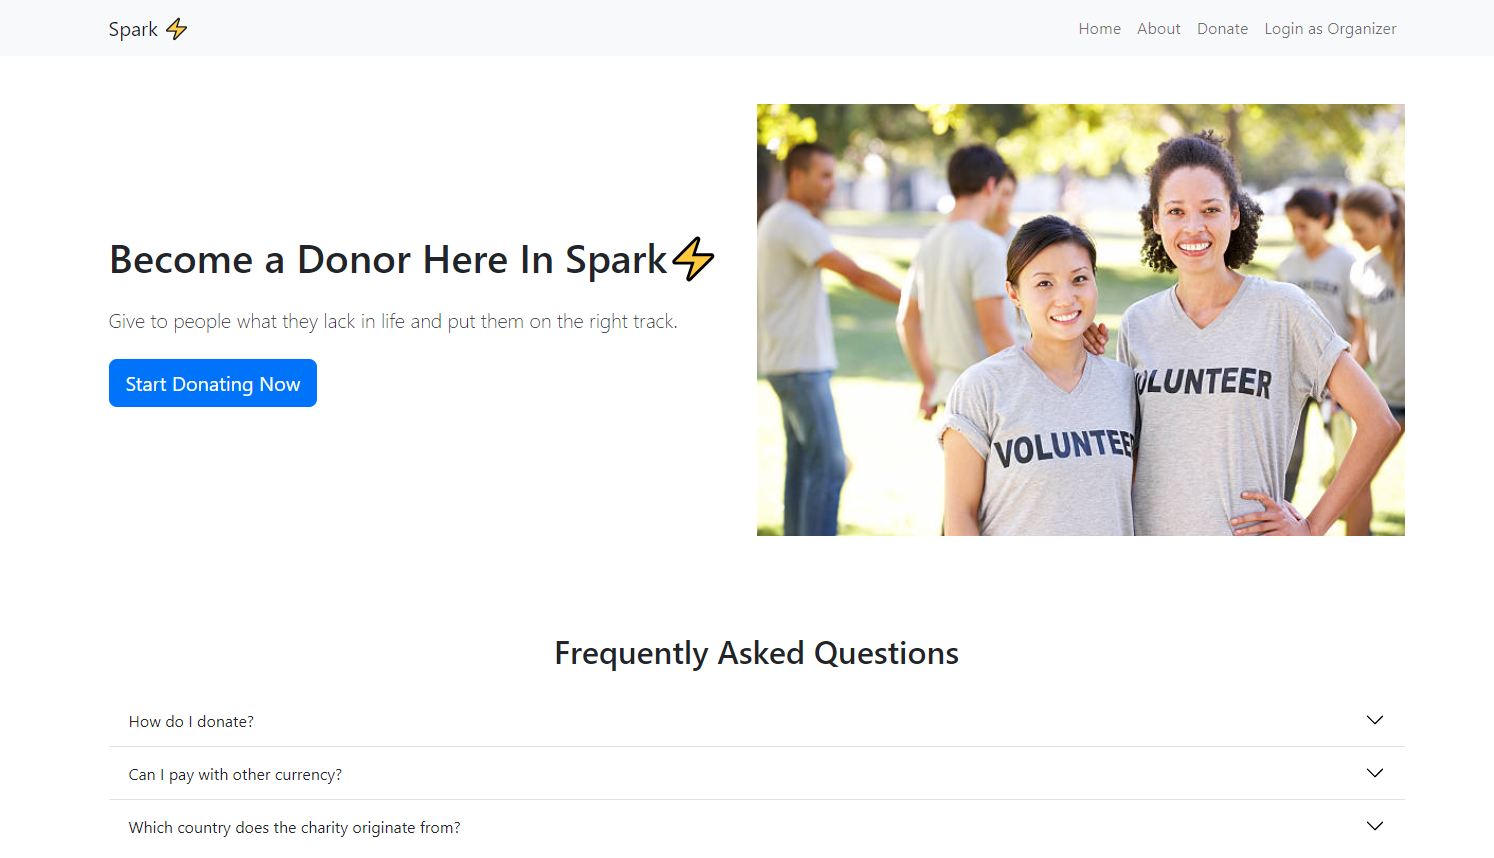 Spark ⚡
Home About Donate Login as Organizer
Become a Donor Here In Spark⚡
Give to people what they lack in life and put them on the right track.
Start Donating Now
VOLUNTEE
OLUNTEER
Frequently Asked Questions
How do I donate?
Can I pay with other currency?
Which country does the charity originate from?